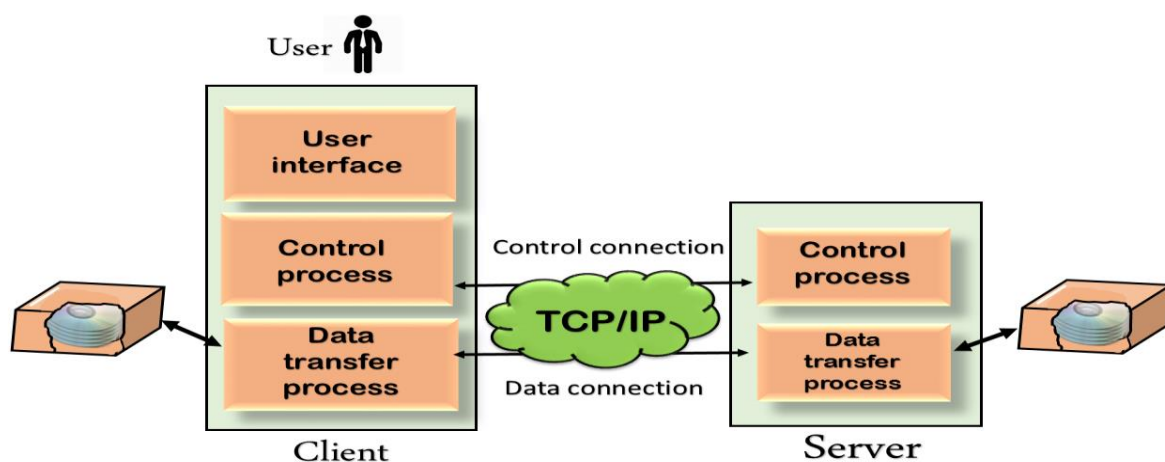 User
User
interface
Control
process
Data
transfer
process
Client
Control connection
TCP/IP
Data connection
Control
process
Data
transfer
process
Server